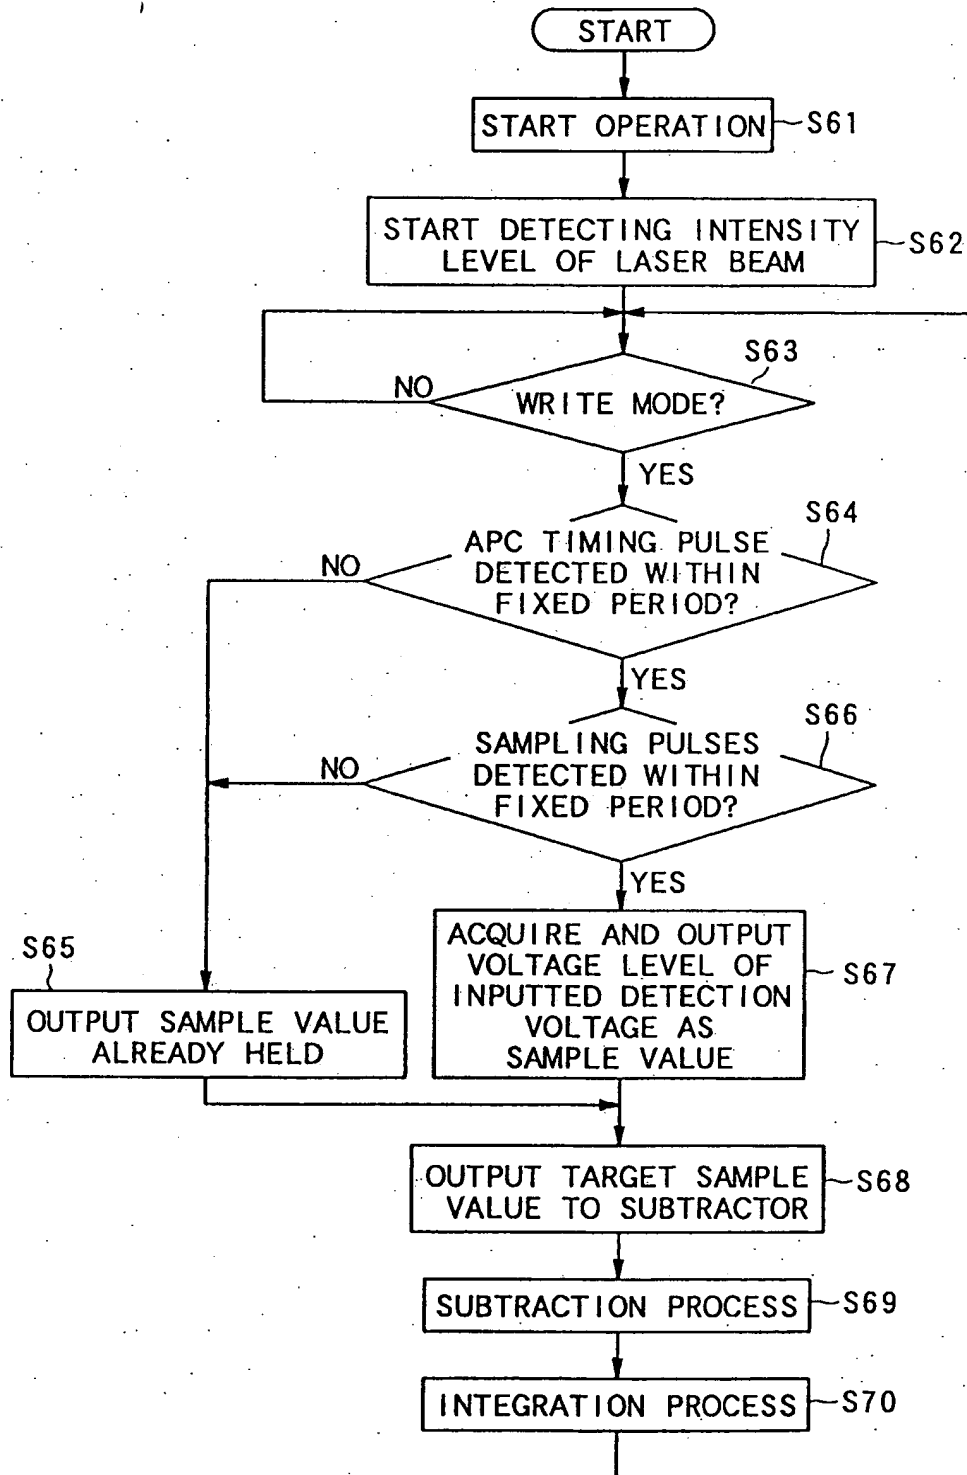 START
START OPERATION
S61
START DETECTING INTENSITY
LEVEL OF LASER BEAM
S62
S63
NO
WRITE MODE?
YES
S64
APC TIMING PULSE
DETECTED WITHIN
FIXED PERIOD?
NO
YES
S66
SAMPLING PULSES
DETECTED WITHIN
FIXED PERIOD?
NO
YES
S65
OUTPUT SAMPLE VALUE
ALREADY HELD
ACQUIRE AND OUTPUT
VOLTAGE LEVEL OF
INPUTTED DETECTION
VOLTAGE AS
SAMPLE VALUE
S67
OUTPUT TARGET SAMPLE
VALUE TO SUBTRACTOR
S68
SUBTRACTION PROCESS
S69
INTEGRATION PROCESS
S70